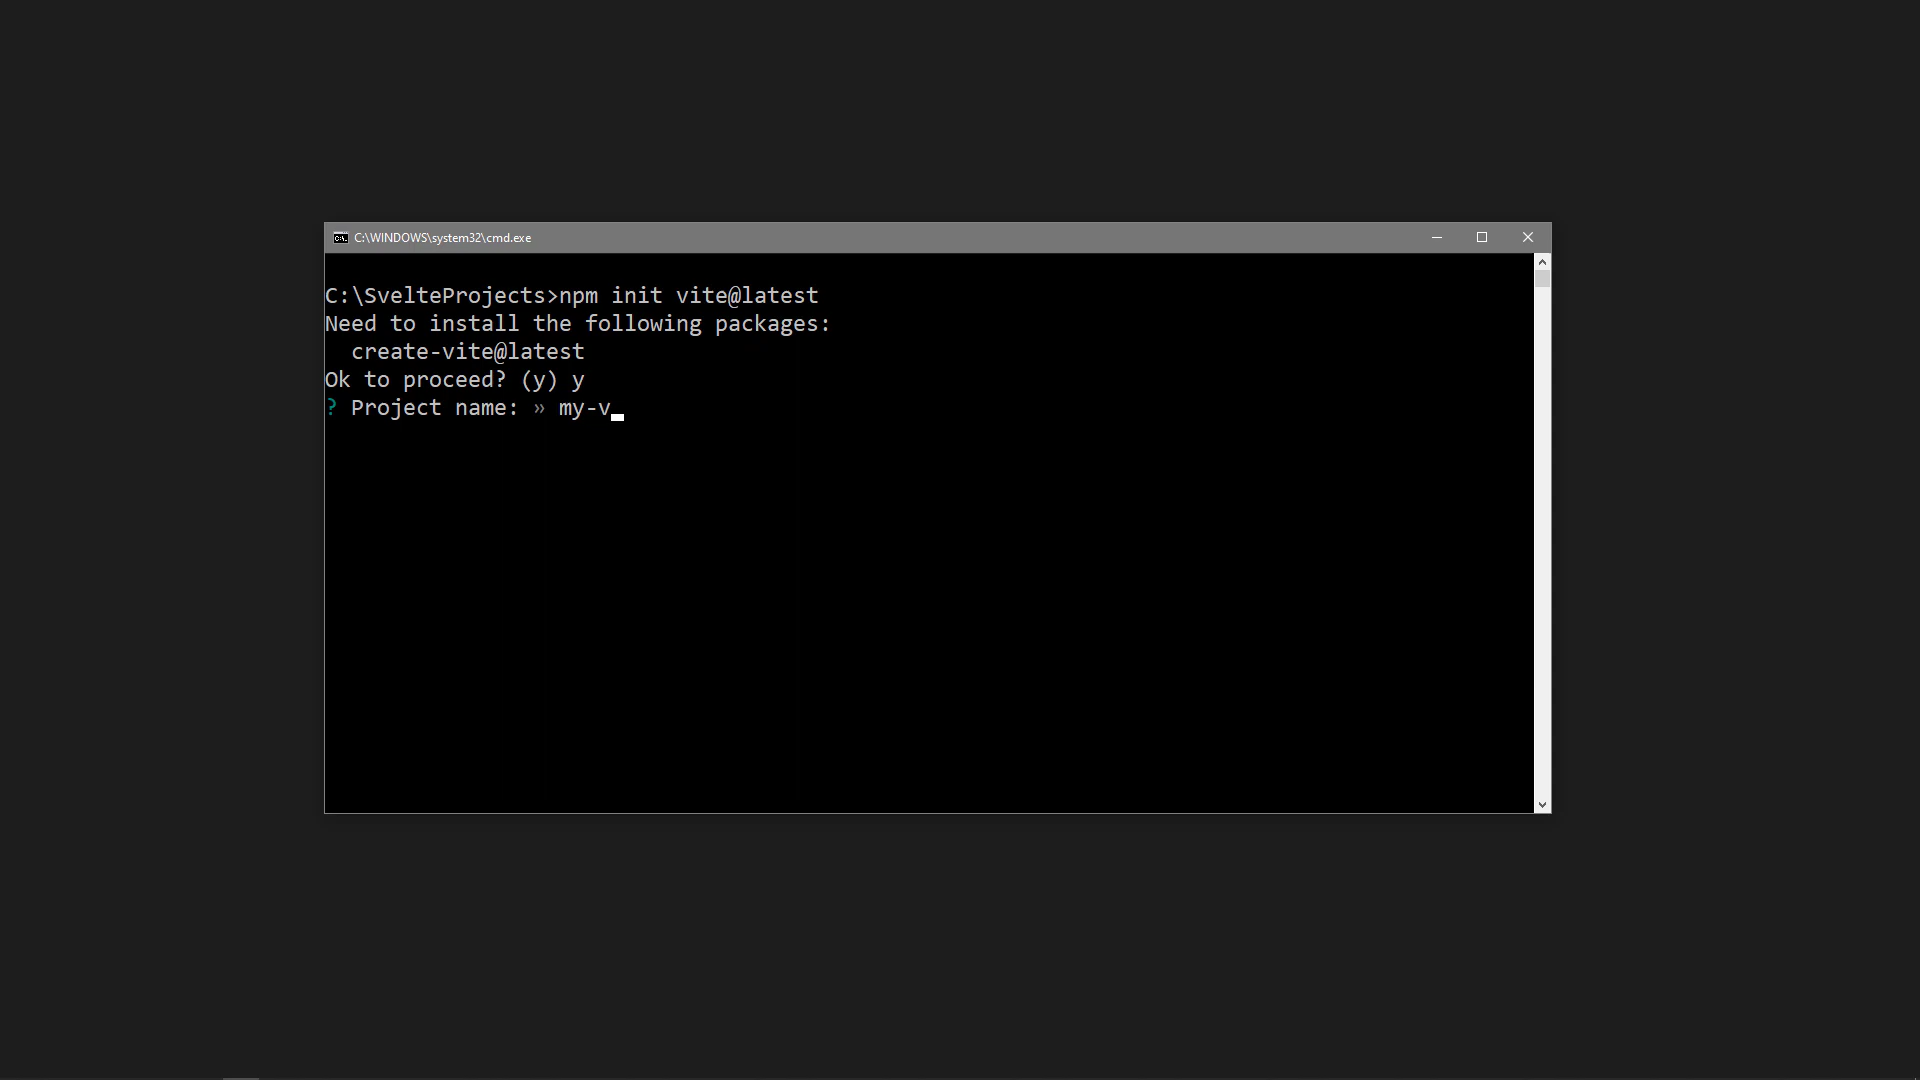 C:\WINDOWS\system32\cmd.exe
C:\SvelteProjects>npm init vite@latest
Need to install the following packages:
  create-vite@latest
Ok to proceed? (y) y
? Project name: » my-v